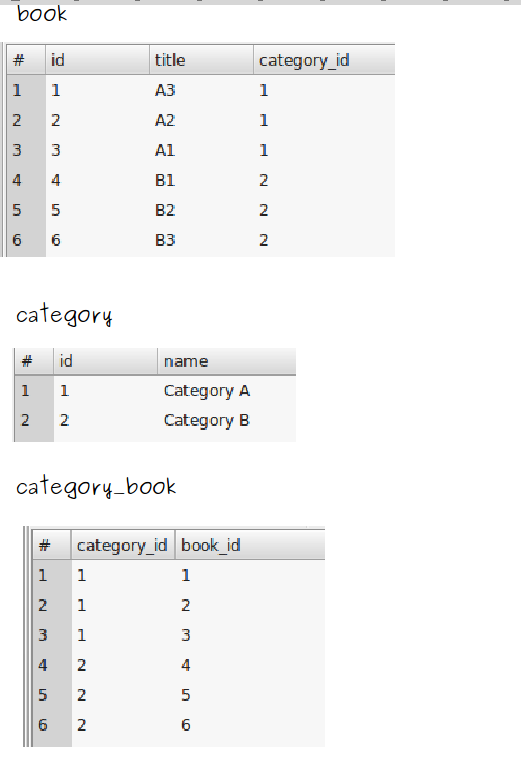 book
# id title category_id
1 1 A3 1
2 2 A2 1
3 3 A1 1
4 4 B1 2
5 5 B2 2
6 6 B3 2
category
# id name
1 1 Category A
2 2 Category B
category_book
# category_id book_id
1 1 1
2 1 2
3 1 3
4 2 4
5 2 5
6 2 6